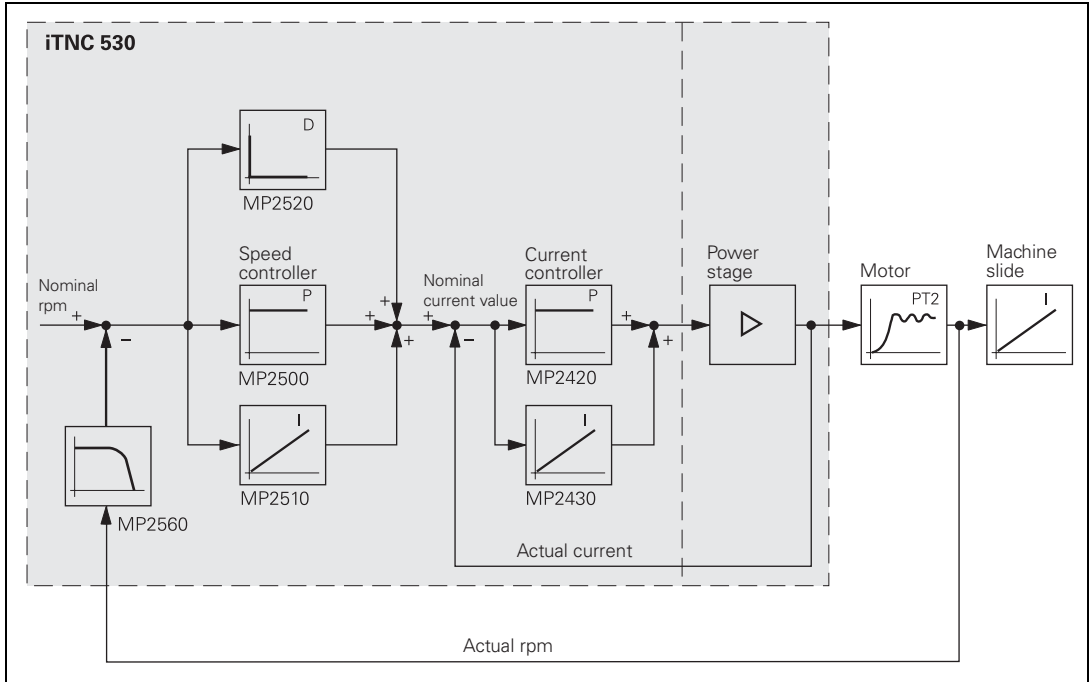 iTNC 530
D
MP2520
Speed
controller
P
MP2500
I
MP2510
Nominal
rpm
+
−
MP2560
+
+
+
Nominal
current value
+
−
Current
controller
P
MP2420
I
MP2430
+
+
Power
stage
Motor
PT2
Machine
slide
I
Actual current
Actual rpm